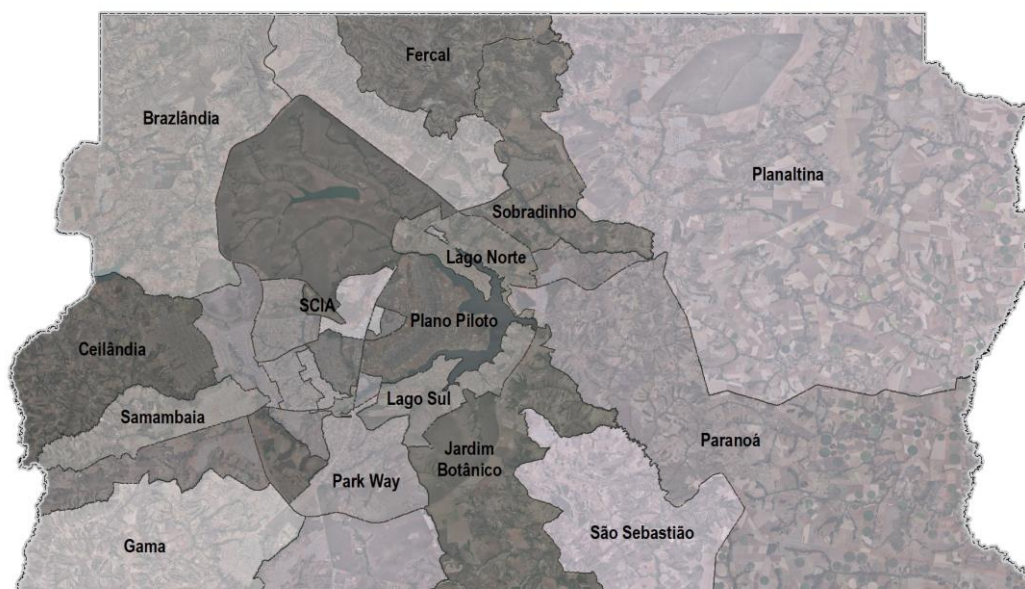 Fercal
Brazlândia
Planaltina
Sobradinho
Lago Norte
SCIA
Plano Piloto
Ceilândia
Lago Sul
Samambaia
Paranoá
Jardim
Botânico
Park Way
São Sebastião
Gama